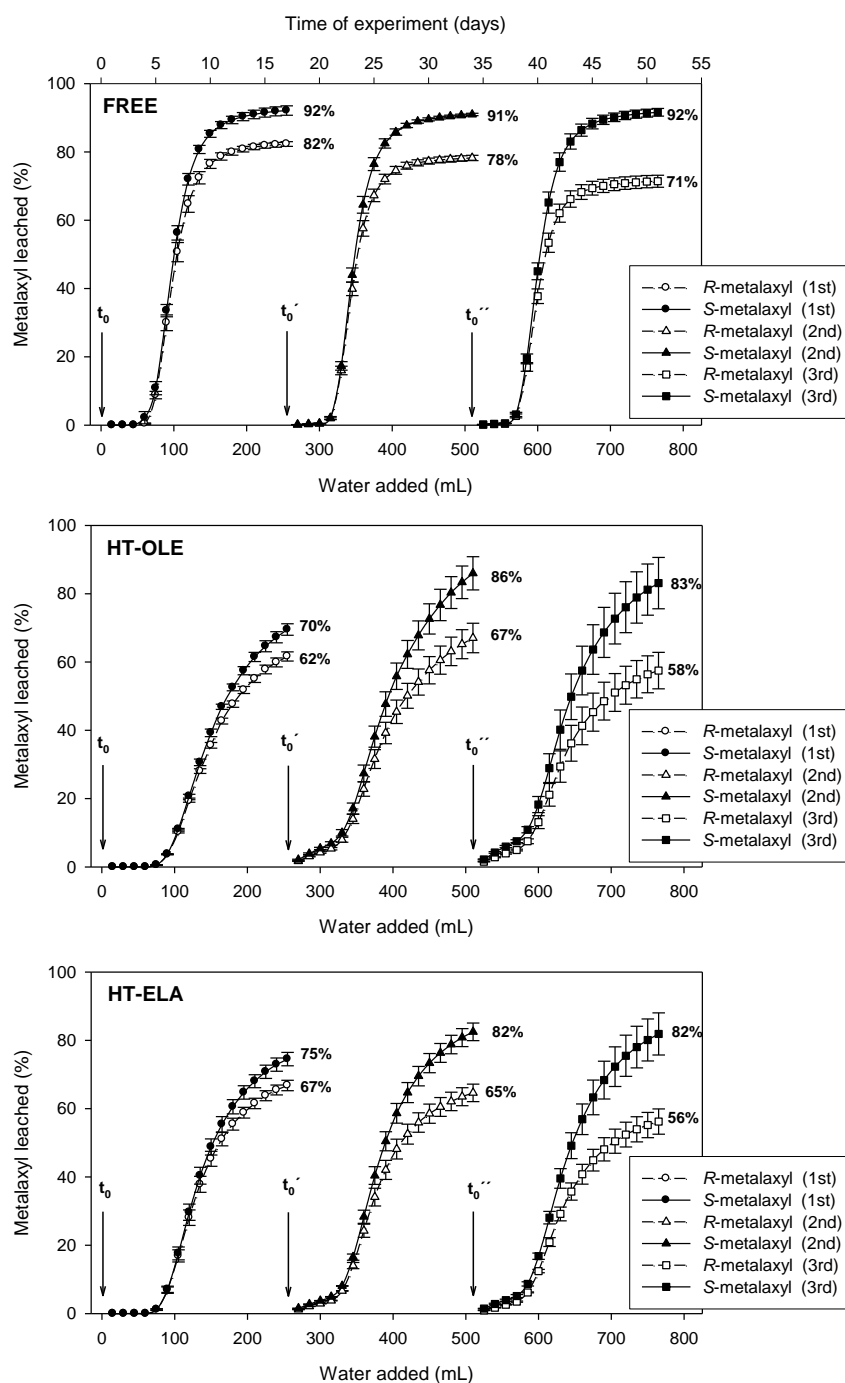 Time of experiment (days)
0 5 10 15 20 25 30 35 40 45 50 55
FREE
Metalaxyl leached (%)
100
80
60
40
20
0
92%
82%
91%
78%
92%
71%
t0
t0´
t0´´
R-metalaxyl (1st)
S-metalaxyl (1st)
R-metalaxyl (2nd)
S-metalaxyl (2nd)
R-metalaxyl (3rd)
S-metalaxyl (3rd)
0 100 200 300 400 500 600 700 800
Water added (mL)
HT-OLE
Metalaxyl leached (%)
100
80
60
40
20
0
70%
62%
86%
67%
83%
58%
t0
t0´
t0´´
R-metalaxyl (1st)
S-metalaxyl (1st)
R-metalaxyl (2nd)
S-metalaxyl (2nd)
R-metalaxyl (3rd)
S-metalaxyl (3rd)
0 100 200 300 400 500 600 700 800
Water added (mL)
HT-ELA
Metalaxyl leached (%)
100
80
60
40
20
0
75%
67%
82%
65%
82%
56%
t0
t0´
t0´´
R-metalaxyl (1st)
S-metalaxyl (1st)
R-metalaxyl (2nd)
S-metalaxyl (2nd)
R-metalaxyl (3rd)
S-metalaxyl (3rd)
0 100 200 300 400 500 600 700 800
Water added (mL)